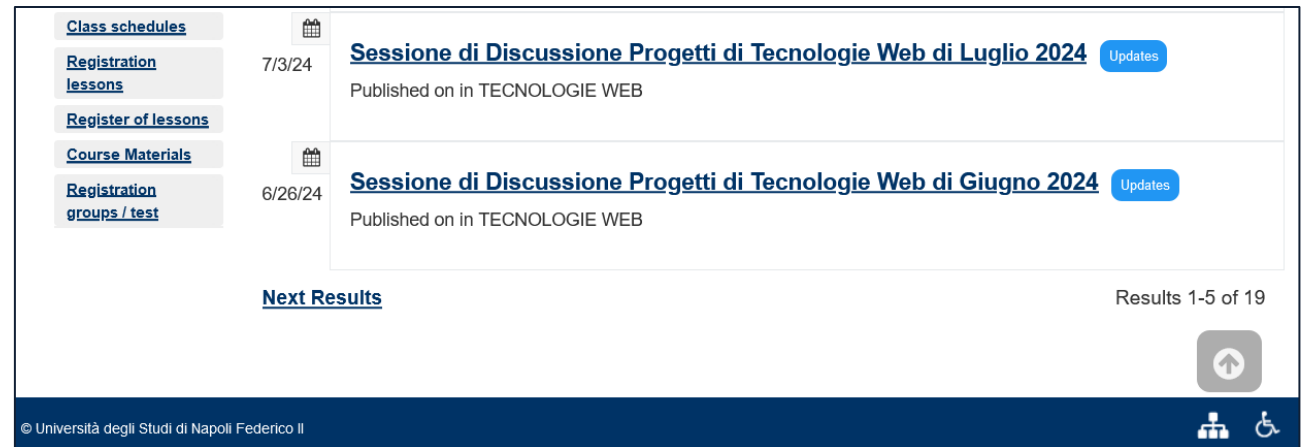 Class schedules
Registration
lessons
Register of lessons
Course Materials
Registration
groups / test
7/3/24
Sessione di Discussione Progetti di Tecnologie Web di Luglio 2024 Updates
Published on in TECNOLOGIE WEB
6/26/24
Sessione di Discussione Progetti di Tecnologie Web di Giugno 2024 Updates
Published on in TECNOLOGIE WEB
Next Results
Results 1-5 of 19
© Università degli Studi di Napoli Federico II